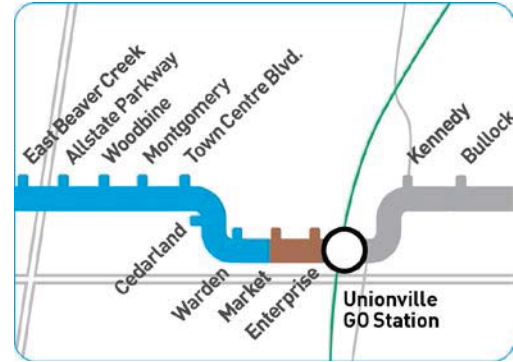 East Beaver Creek
Allstate Parkway
Woodbine
Montgomery
Town Centre Blvd.
Kennedy
Bullock
Cedarland
Warden
Market
Enterprise
Unionville
GO Station